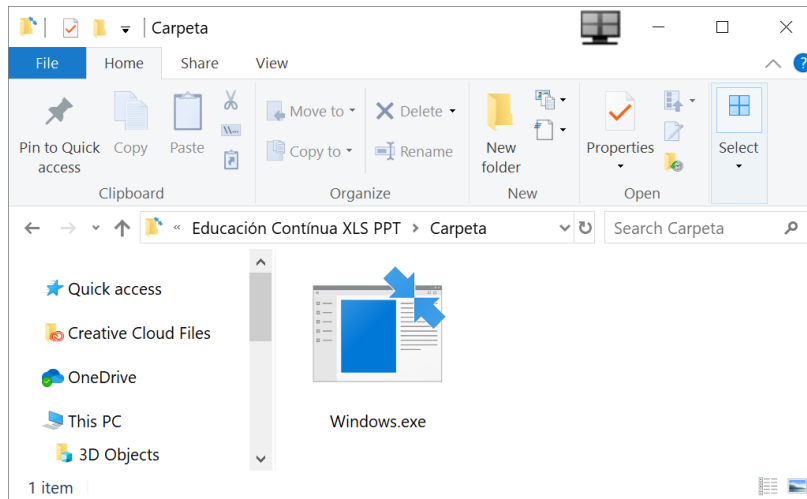 Carpeta
File Home Share View
Pin to Quick access
Copy
Paste
Clipboard
Move to
Copy to
Delete
Rename
Organize
New folder
New
Properties
Open
Select
« Educación Contínua XLS PPT > Carpeta
Search Carpeta
Quick access
Creative Cloud Files
OneDrive
This PC
3D Objects
Windows.exe
1 item